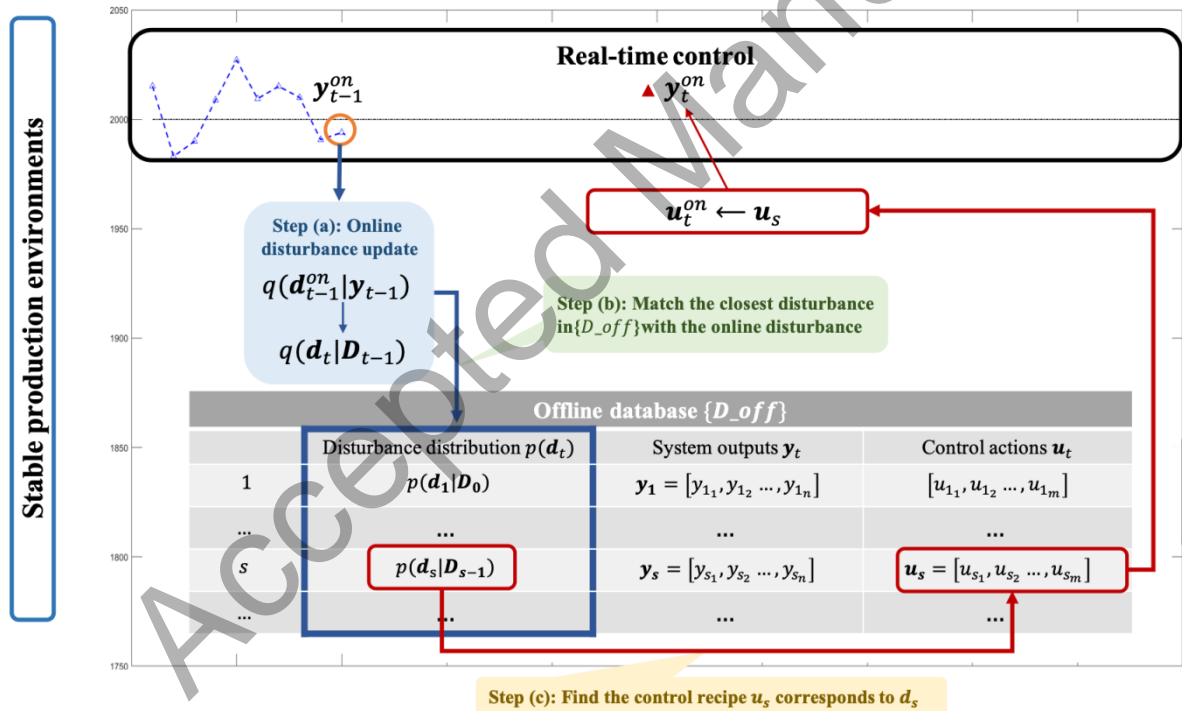 Stable production environments
2050
2000
1950
1900
1850
1800
1750
Real-time control
y_{t-1}^{on}
y_t^{on}
u_t^{on} ← u_s
Step (a): Online
disturbance update
q(d_{t-1}^{on}|y_{t-1})
q(d_t|D_{t-1})
Step (b): Match the closest disturbance
in{D_off}with the online disturbance
Offline database {D_off}
Disturbance distribution p(d_t) System outputs y_t Control actions u_t
1 p(d_1|D_0) y_1 = [y_{1_1}, y_{1_2} …, y_{1_n}] [u_{1_1}, u_{1_2} …, u_{1_m}]
... ... ... ...
s p(d_s|D_{s-1}) y_s = [y_{s_1}, y_{s_2} …, y_{s_n}] u_s = [u_{s_1}, u_{s_2} …, u_{s_m}]
... ... ... ...
Step (c): Find the control recipe u_s corresponds to d_s
Accepted Manu